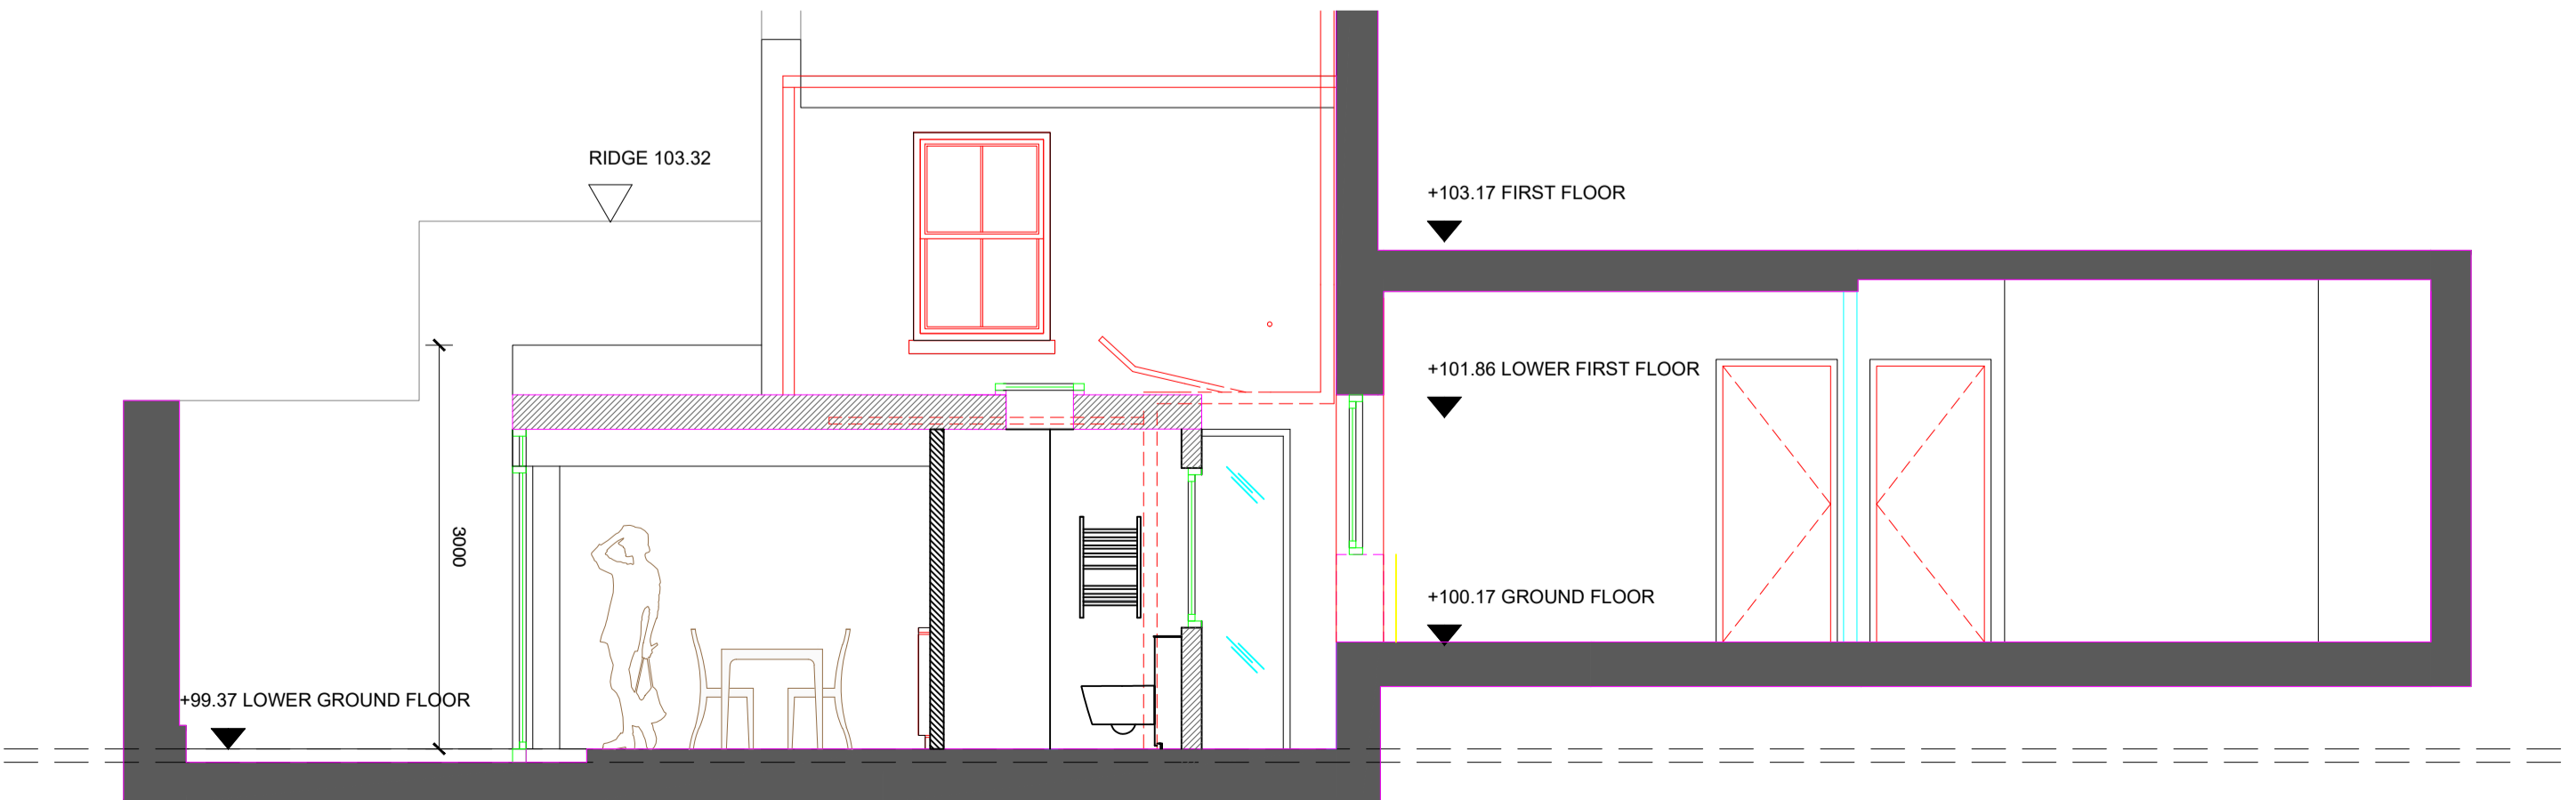 RIDGE 103.32
+103.17 FIRST FLOOR
+101.86 LOWER FIRST FLOOR
3000
+100.17 GROUND FLOOR
+99.37 LOWER GROUND FLOOR